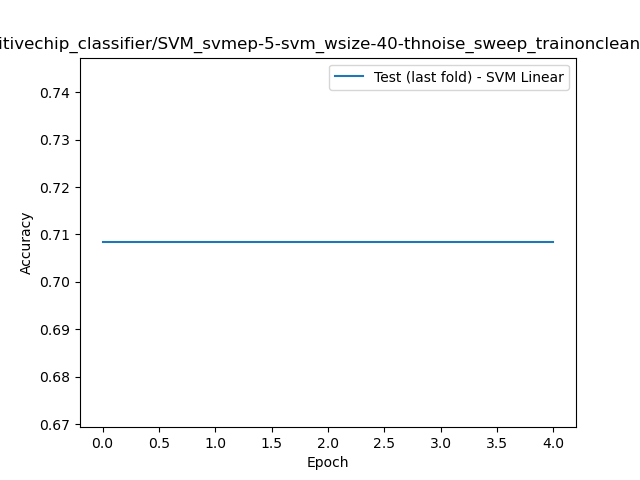 itivechip_classifier/SVM_svmep-5-svm_wsize-40-thnoise_sweep_trainonclean
Test (last fold) - SVM Linear
Accuracy
0.74
0.73
0.72
0.71
0.70
0.69
0.68
0.67
0.0 0.5 1.0 1.5 2.0 2.5 3.0 3.5 4.0
Epoch